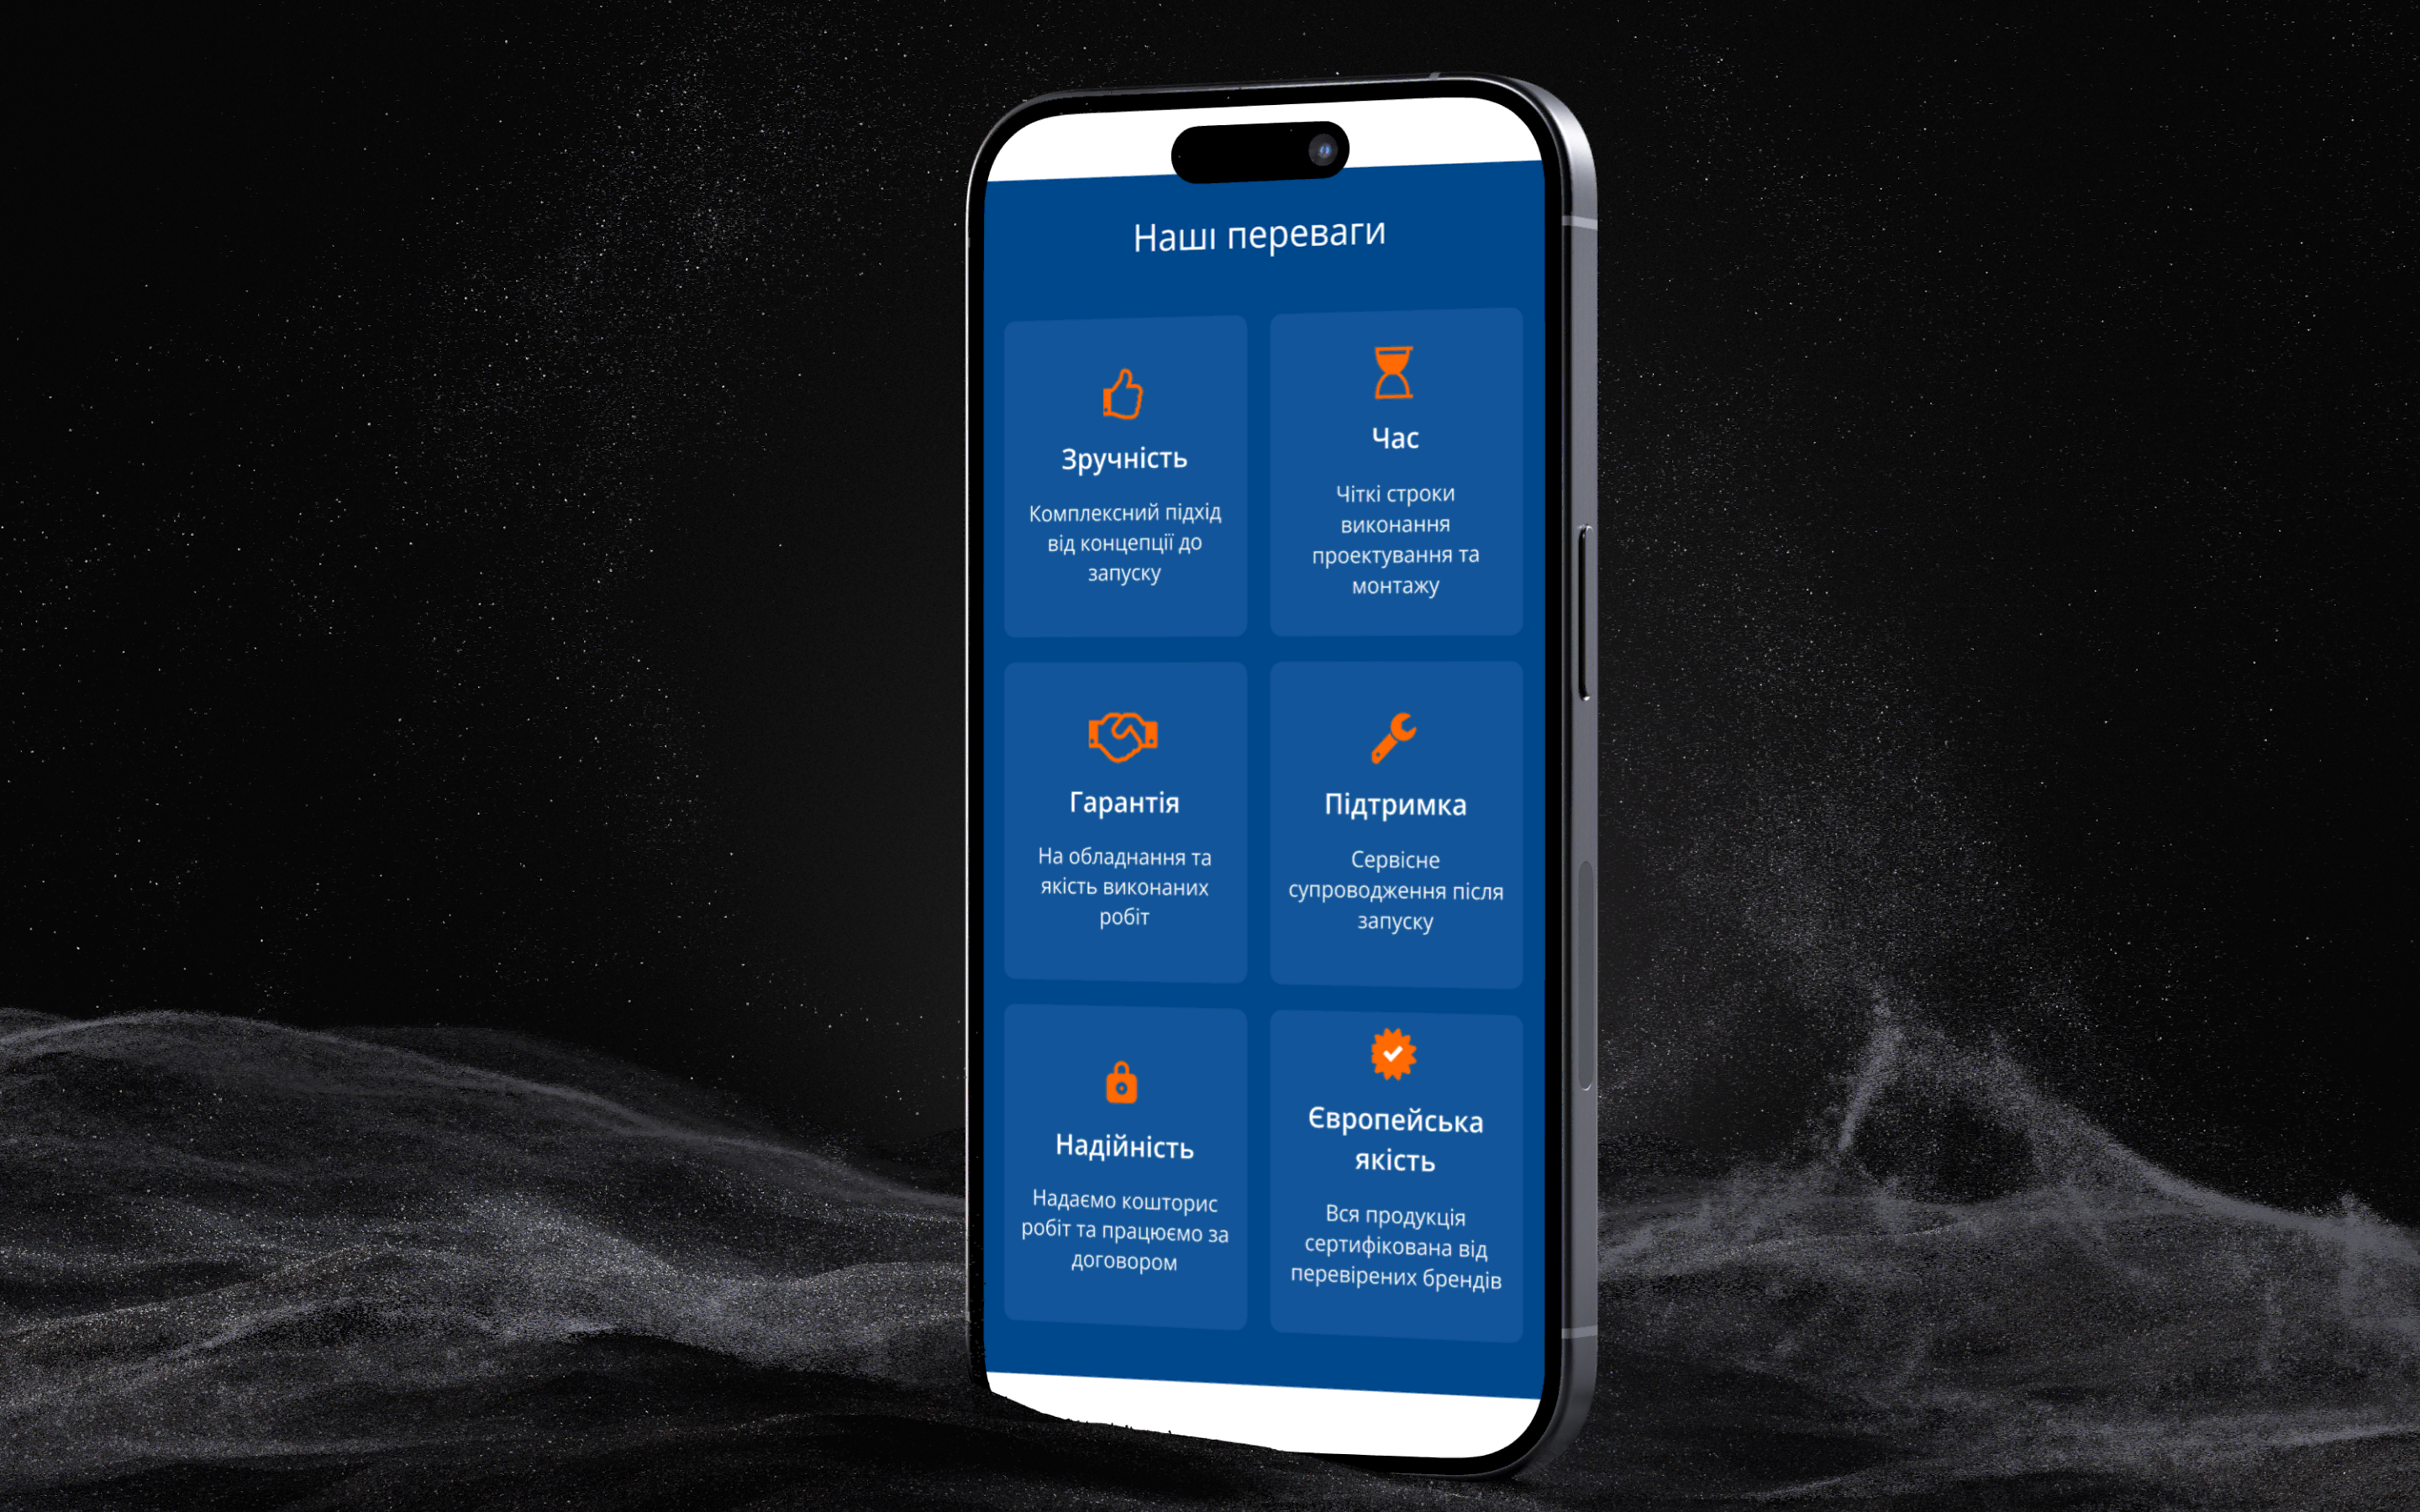 Наші переваги
Зручність
Комплексний підхід
від концепції до
запуску
Час
Чіткі строки
виконання
проектування та
монтажу
Гарантія
На обладнання та
якість виконаних
робіт
Підтримка
Сервісне
супроводження після
запуску
Надійність
Надаємо кошторис
робіт та працюємо за
договором
Європейська
якість
Вся продукція
сертифікована від
перевірених брендів